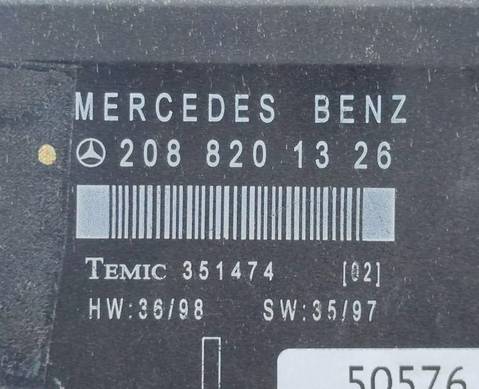 MERCEDES BENZ
208 820 13 26
TEMIC 351474 [02]
HW:36/98 SW:35/97
50576